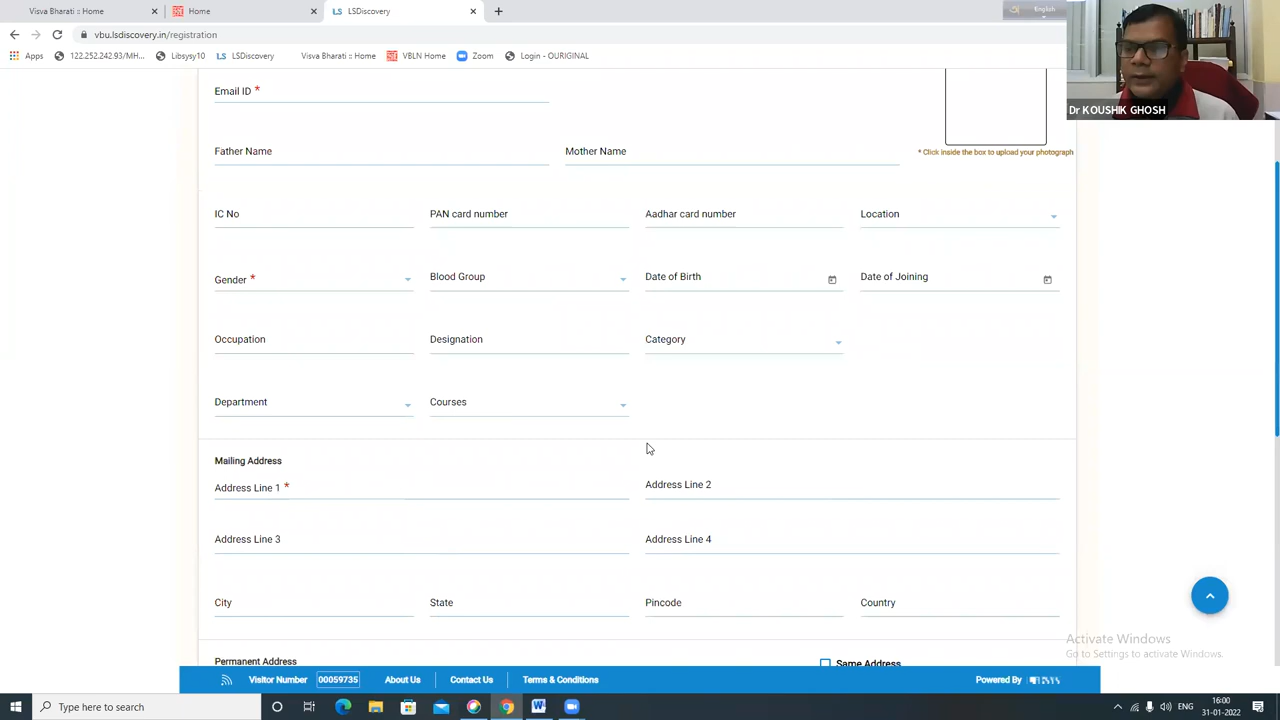 Visva Bharati :: Home
Home
LSDiscovery
English
vbu.lsdiscovery.in/registration
Apps 122.252.242.93/MH... Libsysy10 LSDiscovery Visva Bharati :: Home VBLN Home Zoom Login - OURIGINAL
Dr KOUSHIK GHOSH
Email ID *
* Click inside the box to upload your photograph
Father Name Mother Name
IC No PAN card number Aadhar card number Location
Gender * Blood Group Date of Birth Date of Joining
Occupation Designation Category
Department Courses
Mailing Address
Address Line 1 * Address Line 2
Address Line 3 Address Line 4
City State Pincode Country
Activate Windows
Go to Settings to activate Windows.
Permanent Address Same Address
Visitor Number 00059735 About Us Contact Us Terms & Conditions Powered By
Type here to search
ENG
16:00
31-01-2022